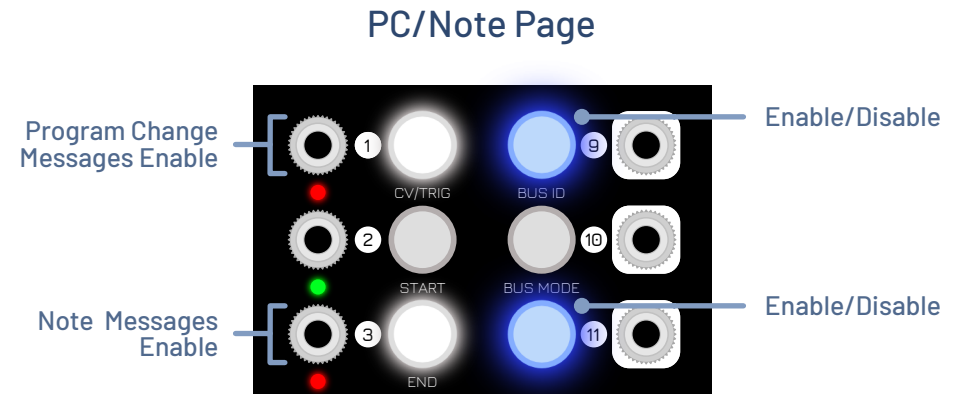 PC/Note Page
Program Change
Messages Enable
1
9
Enable/Disable
CV/TRIG
BUS ID
2
10
START
BUS MODE
Note Messages
Enable
3
11
Enable/Disable
END